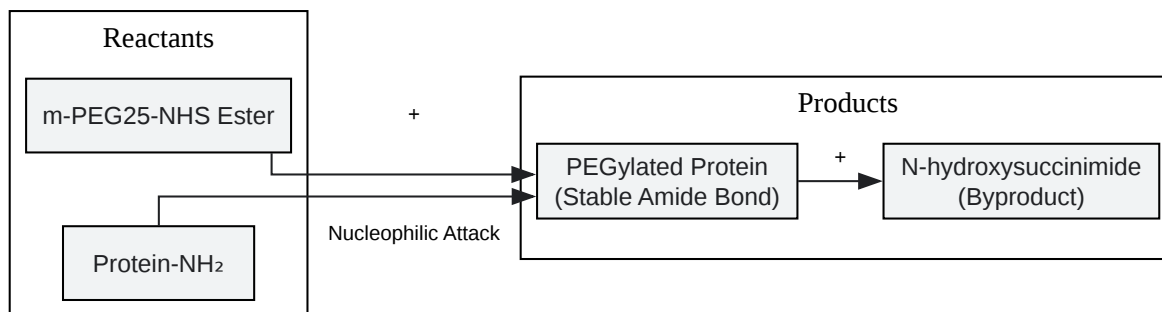 Reactants
m-PEG25-NHS Ester
+
Products
PEGylated Protein
(Stable Amide Bond)
+
N-hydroxysuccinimide
(Byproduct)
Nucleophilic Attack
Protein-NH₂